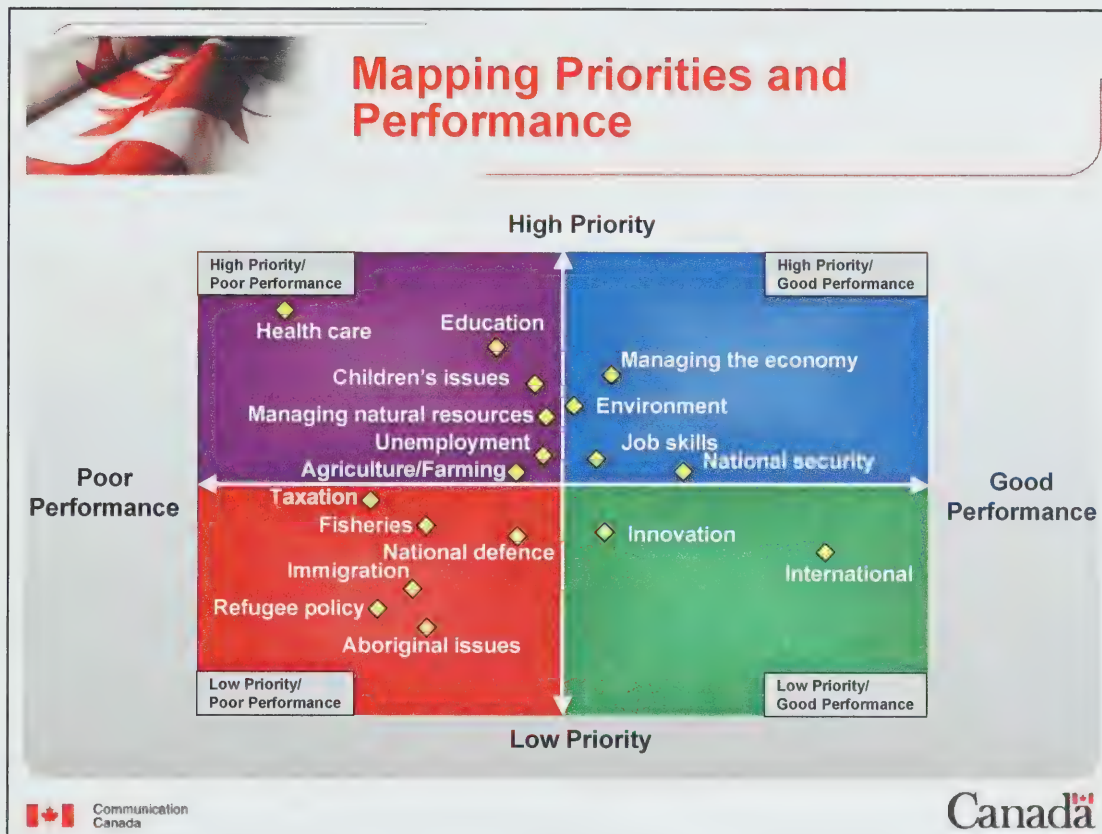 Mapping Priorities and
Performance
High Priority
High Priority/
Poor Performance
High Priority/
Good Performance
Health care
Education
Managing the economy
Children's issues
Managing natural resources
Environment
Unemployment
Job skills
Agriculture/Farming
National security
Poor
Performance
Good
Performance
Taxation
Fisheries
National defence
Innovation
Immigration
International
Refugee policy
Aboriginal issues
Low Priority/
Poor Performance
Low Priority/
Good Performance
Low Priority
Communication
Canada
Canada